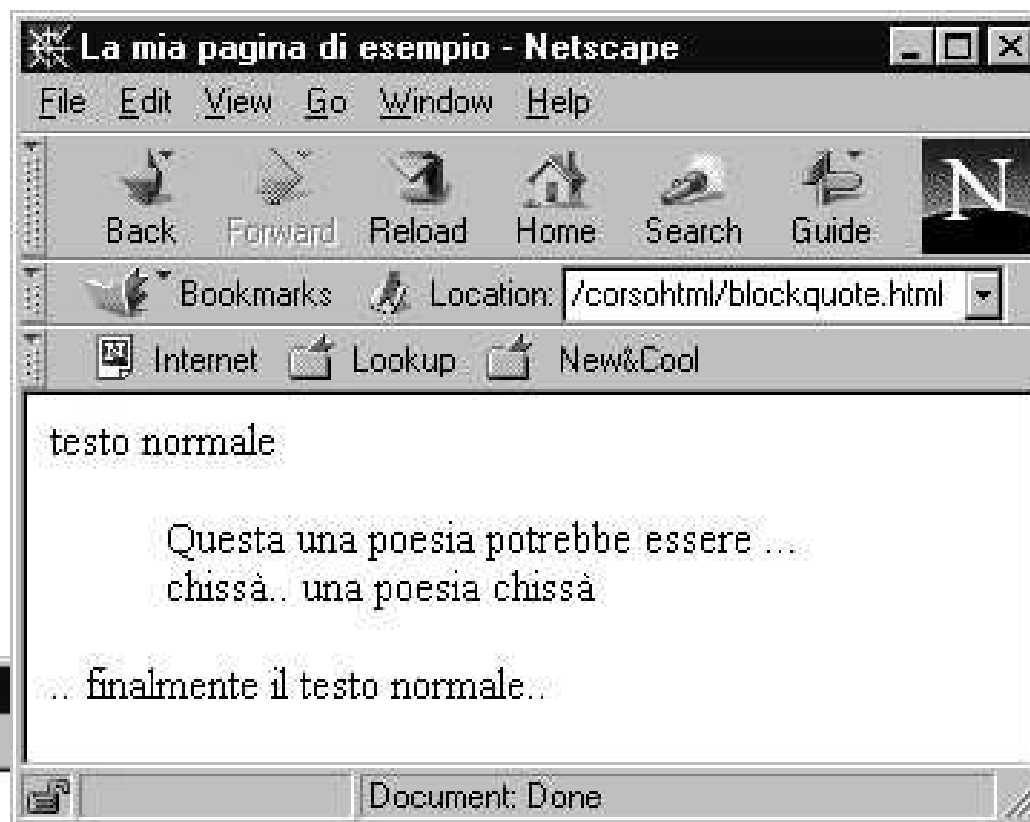 La mia pagina di esempio - Netscape
File Edit View Go Window Help
Back Forward Reload Home Search Guide
N
Bookmarks Location: /corsohtml/blockquote.html
Internet Lookup New&Cool
testo normale
Questa una poesia potrebbe essere ...
chissà.. una poesia chissà
.. finalmente il testo normale..
Document: Done